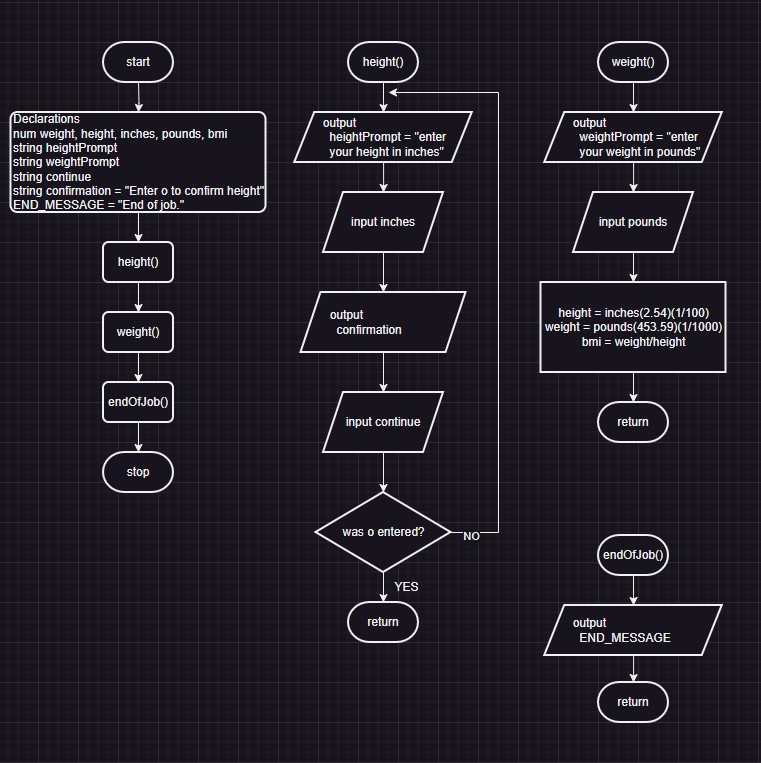 start
Declarations
num weight, height, inches, pounds, bmi
string heightPrompt
string weightPrompt
string continue
string confirmation = "Enter o to confirm height"
END_MESSAGE = "End of job."
height()
weight()
endOfJob()
stop
height()
output
heightPrompt = "enter
your height in inches"
input inches
output
confirmation
input continue
was o entered?
NO
YES
return
weight()
output
weightPrompt = "enter
your weight in pounds"
input pounds
height = inches(2.54)(1/100)
weight = pounds(453.59)(1/1000)
bmi = weight/height
return
endOfJob()
output
END_MESSAGE
return